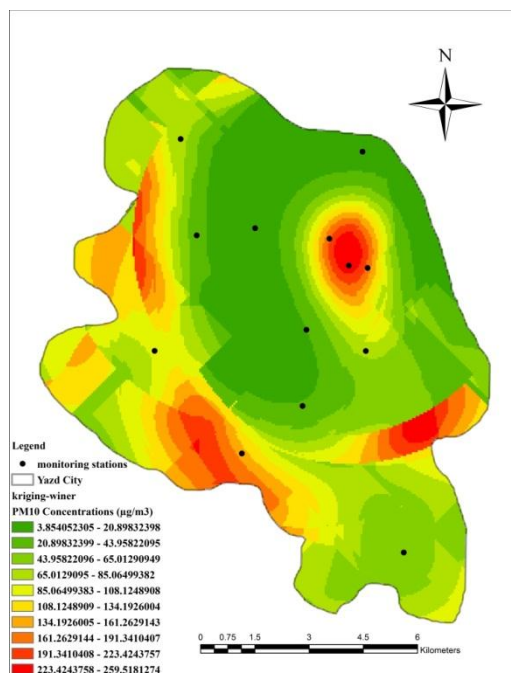 N
Legend
monitoring stations
Yazd City
kriging-winer
PM10 Concentrations (µg/m3)
3.854052305 - 20.89832398
20.89832399 - 43.95822095
43.95822096 - 65.01290949
65.0129095 - 85.06499382
85.06499383 - 108.1248908
108.1248909 - 134.1926004
134.1926005 - 161.2629143
161.2629144 - 191.3410407
191.3410408 - 223.4243757
223.4243758 - 259.5181274
0 0.75 1.5 3 4.5 6
Kilometers